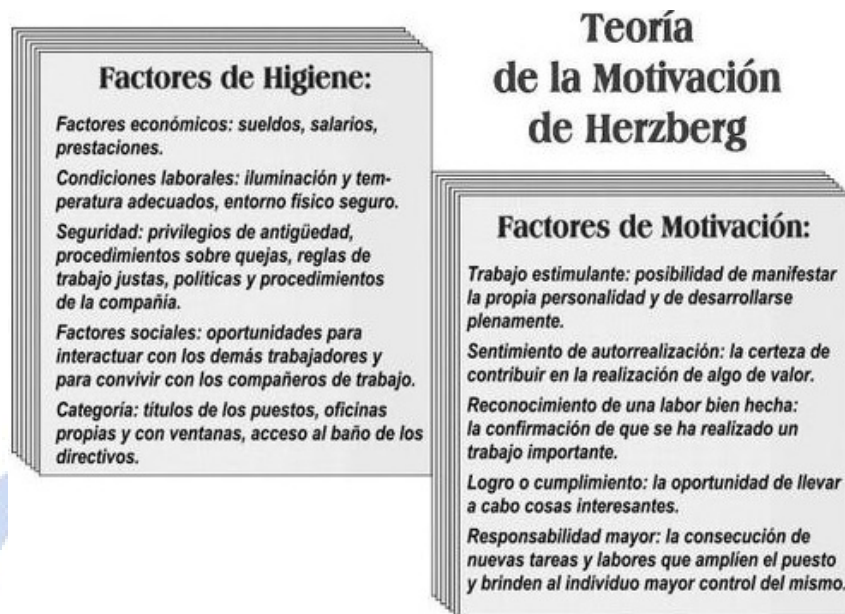 Teoría
de la Motivación
de Herzberg
Factores de Higiene:
Factores económicos: sueldos, salarios,
prestaciones.
Condiciones laborales: iluminación y tem-
peratura adecuados, entorno físico seguro.
Seguridad: privilegios de antigüedad,
procedimientos sobre quejas, reglas de
trabajo justas, políticas y procedimientos
de la compañía.
Factores sociales: oportunidades para
interactuar con los demás trabajadores y
para convivir con los compañeros de trabajo.
Categoría: títulos de los puestos, oficinas
propias y con ventanas, acceso al baño de los
directivos.
Factores de Motivación:
Trabajo estimulante: posibilidad de manifestar
la propia personalidad y de desarrollarse
plenamente.
Sentimiento de autorrealización: la certeza de
contribuir en la realización de algo de valor.
Reconocimiento de una labor bien hecha:
la confirmación de que se ha realizado un
trabajo importante.
Logro o cumplimiento: la oportunidad de llevar
a cabo cosas interesantes.
Responsabilidad mayor: la consecución de
nuevas tareas y labores que amplíen el puesto
y brinden al individuo mayor control del mismo.